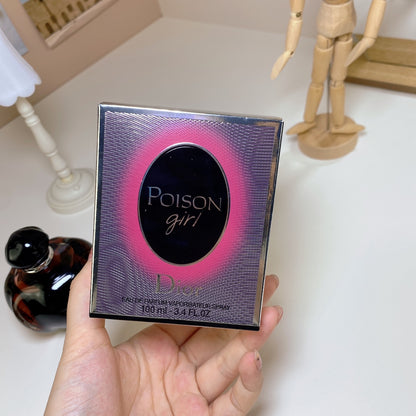 POISON
girl
Dior
EAU DE PARFUM VAPORISATEUR-SPRAY
100 ml - 3.4 FL.OZ